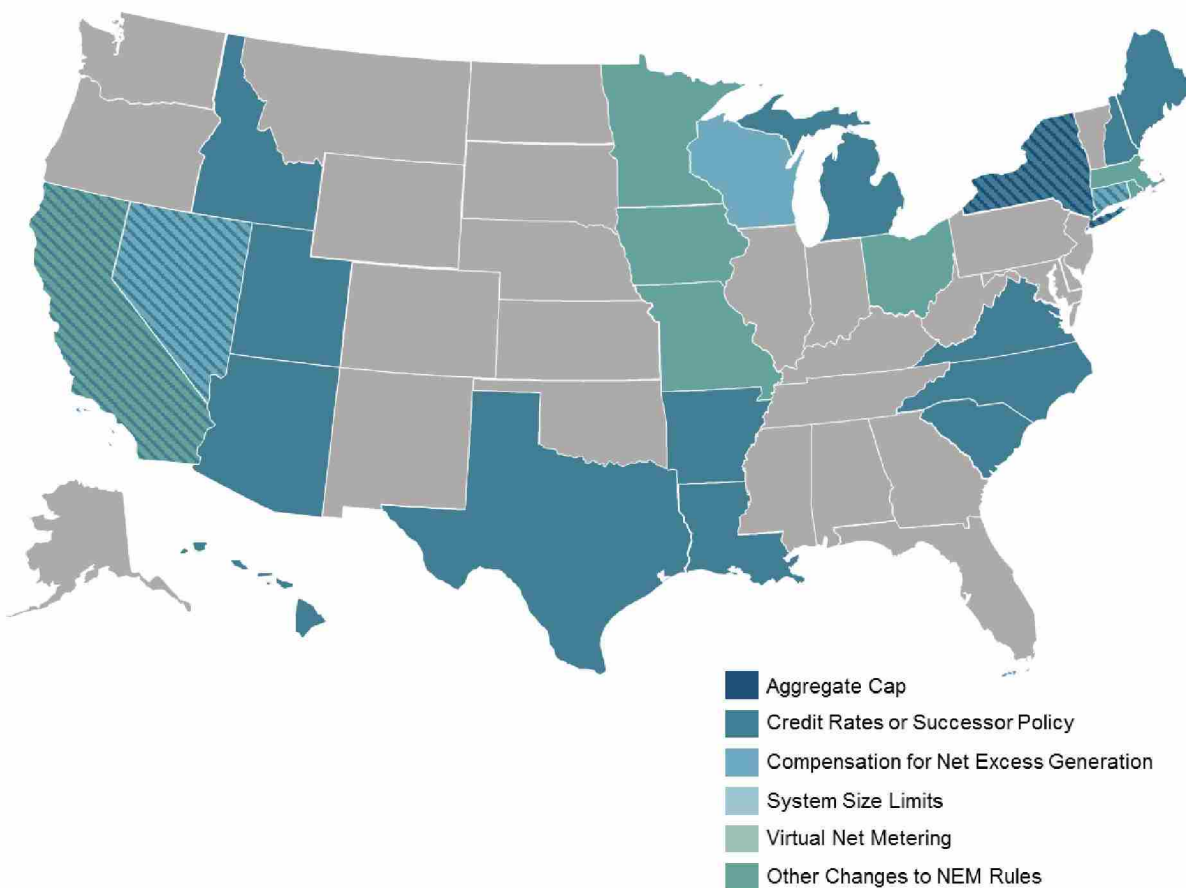 Aggregate Cap
Credit Rates or Successor Policy
Compensation for Net Excess Generation
System Size Limits
Virtual Net Metering
Other Changes to NEM Rules